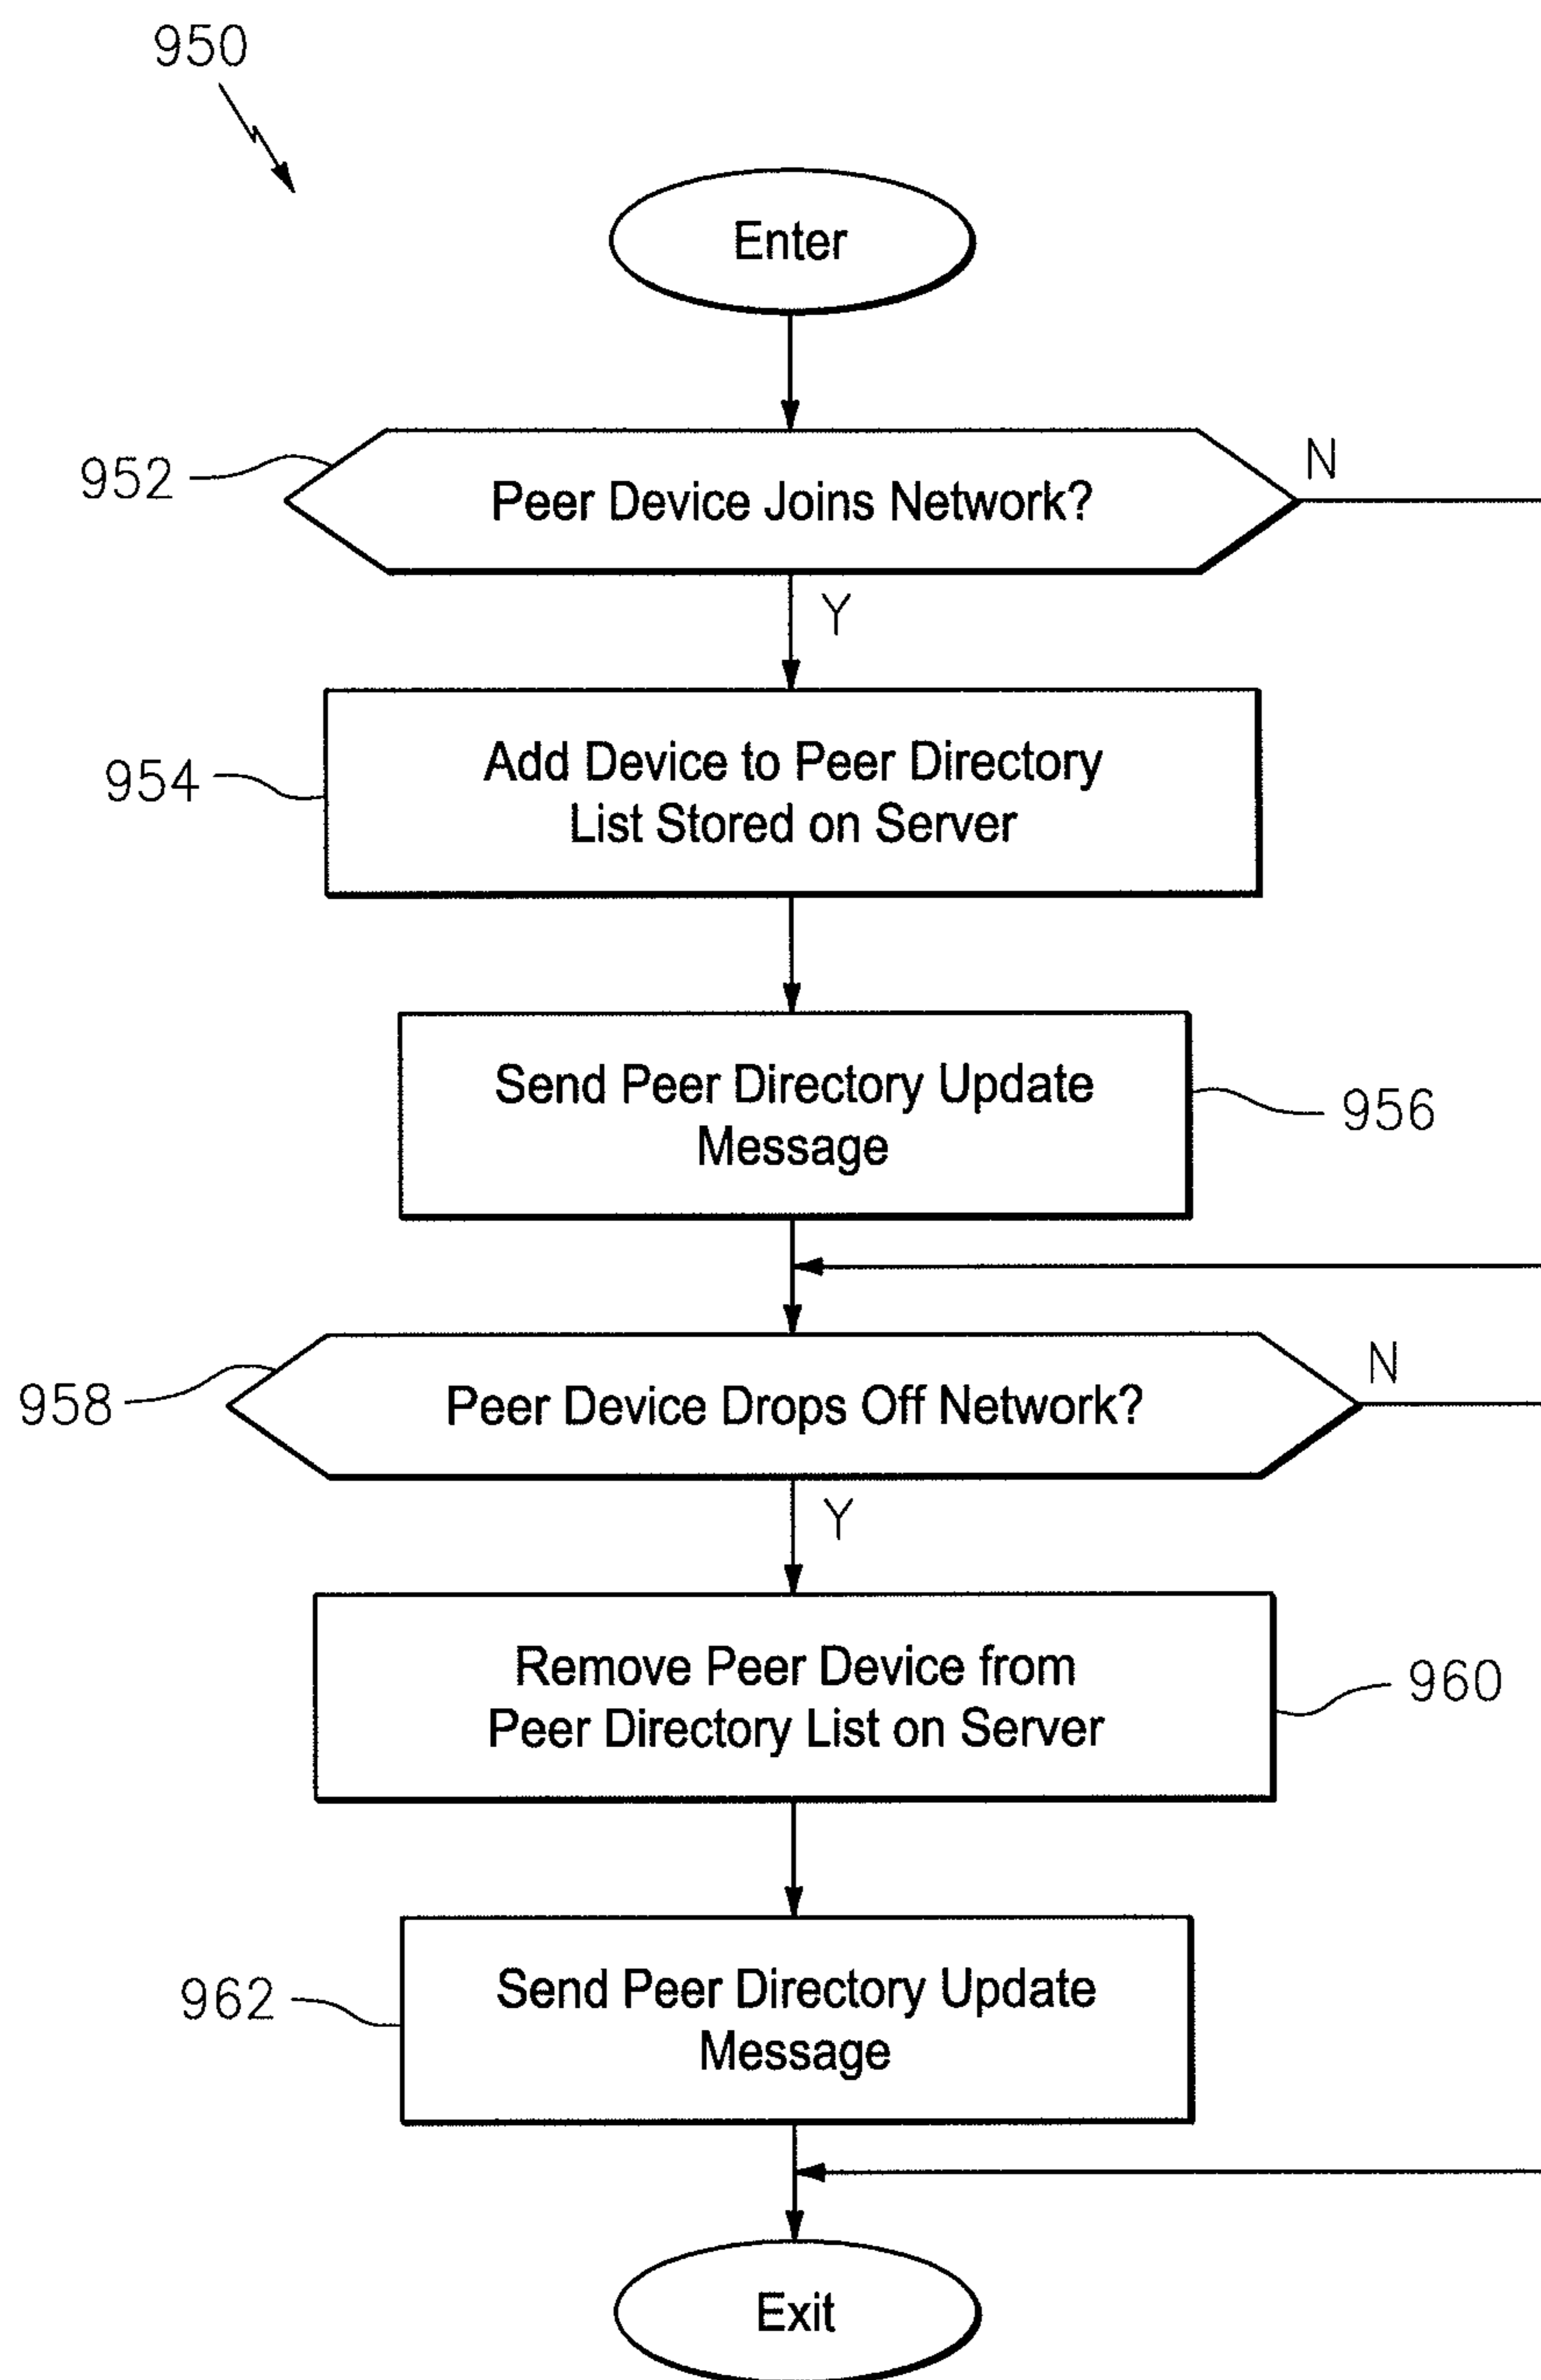 950
Enter
952
Peer Device Joins Network?
N
Y
954
Add Device to Peer Directory
List Stored on Server
Send Peer Directory Update
Message
956
958
Peer Device Drops Off Network?
N
Y
Remove Peer Device from
Peer Directory List on Server
960
962
Send Peer Directory Update
Message
Exit